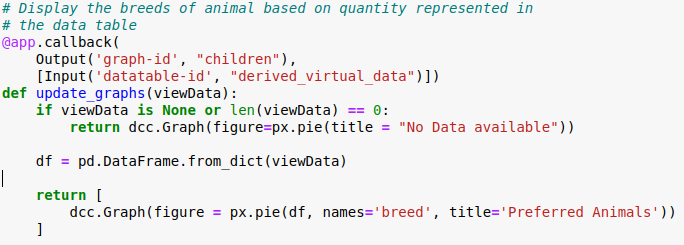 # Display the breeds of animal based on quantity represented in
# the data table
@app.callback(
    Output('graph-id', "children"),
    [Input('datatable-id', "derived_virtual_data")])
def update_graphs(viewData):
    if viewData is None or len(viewData) == 0:
        return dcc.Graph(figure=px.pie(title = "No Data available"))

    df = pd.DataFrame.from_dict(viewData)

    return [
        dcc.Graph(figure = px.pie(df, names='breed', title='Preferred Animals'))
    ]